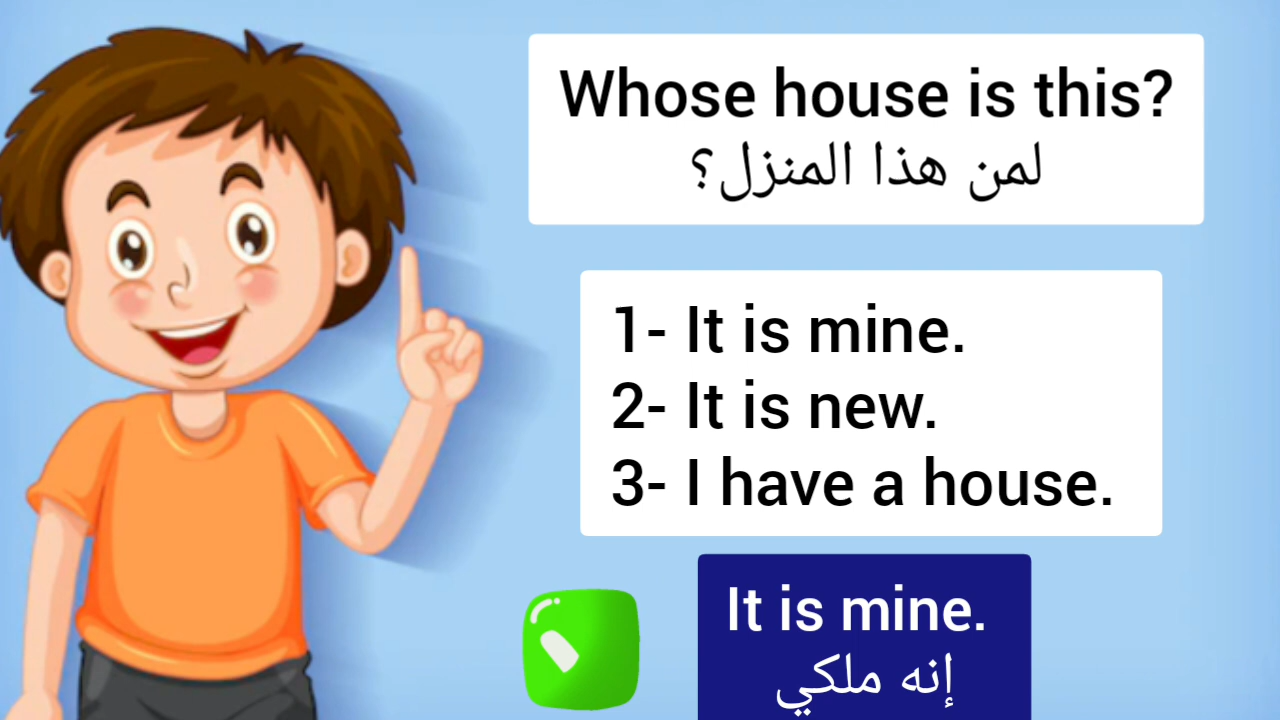 Whose house is this?
لمن هذا المنزل؟
1- It is mine.
2- It is new.
3- I have a house.
It is mine.
إنه ملكي